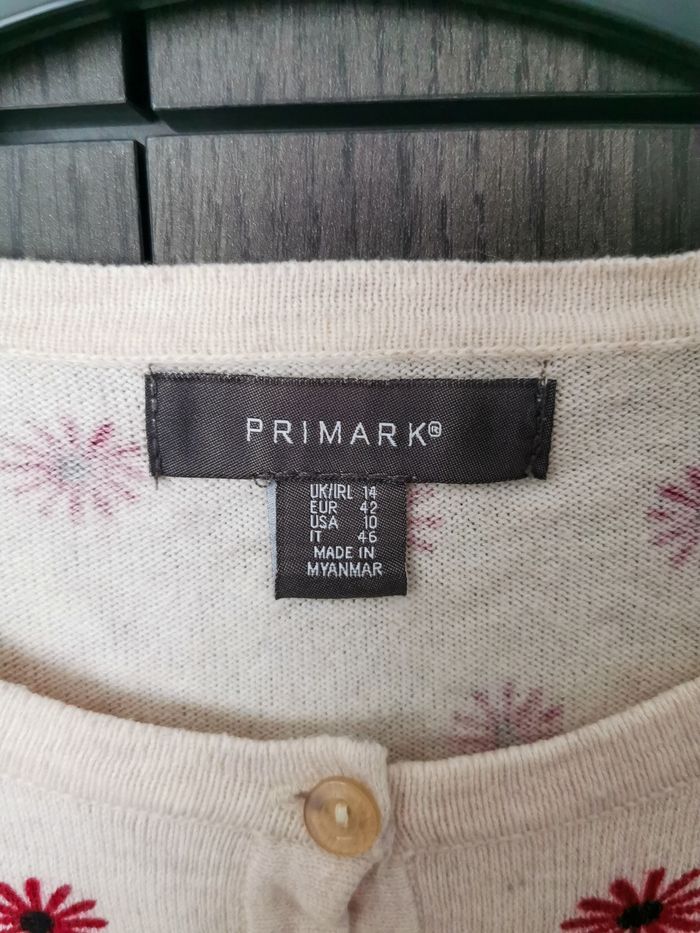 PRIMARK®
UK/IRL 14
EUR 42
USA 10
IT 46
MADE IN
MYANMAR